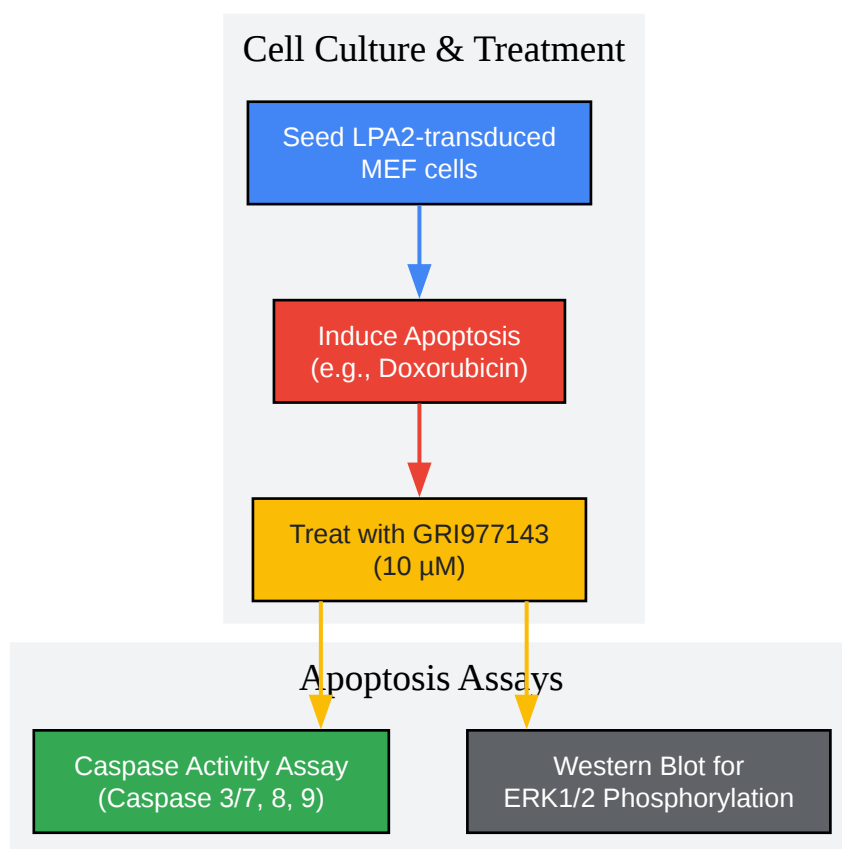 Cell Culture & Treatment
Seed LPA2-transduced
MEF cells
Induce Apoptosis
(e.g., Doxorubicin)
Treat with GRI977143
(10 µM)
Apoptosis Assays
Caspase Activity Assay
(Caspase 3/7, 8, 9)
Western Blot for
ERK1/2 Phosphorylation